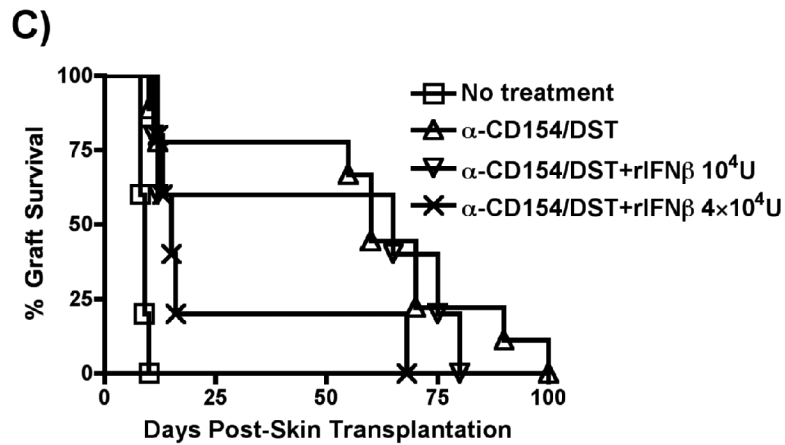 C)
100
75
50
25
0
% Graft Survival
No treatment
α-CD154/DST
α-CD154/DST+rIFNβ 10⁴U
α-CD154/DST+rIFNβ 4×10⁴U
0 25 50 75 100
Days Post-Skin Transplantation